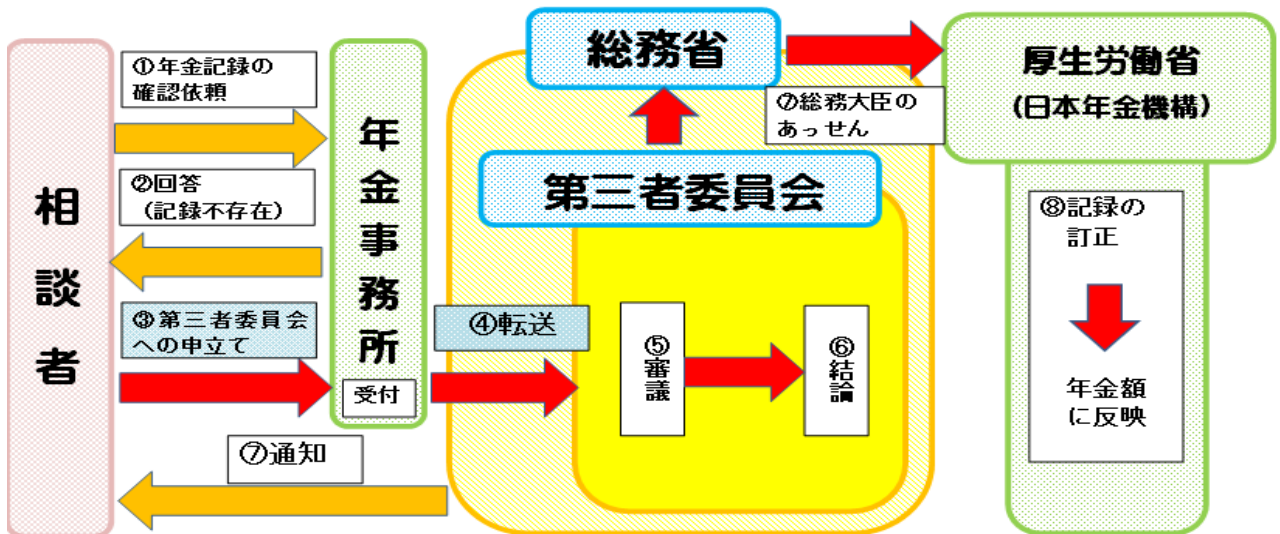 相談者
①年金記録の
確認依頼
②回答
(記録不存在)
③第三者委員会
への申立て
年金事務所
受付
④転送
⑦通知
総務省
第三者委員会
⑤審議
⑥結論
⑦総務大臣の
あっせん
厚生労働省
(日本年金機構)
⑧記録の
訂正
年金額
に反映